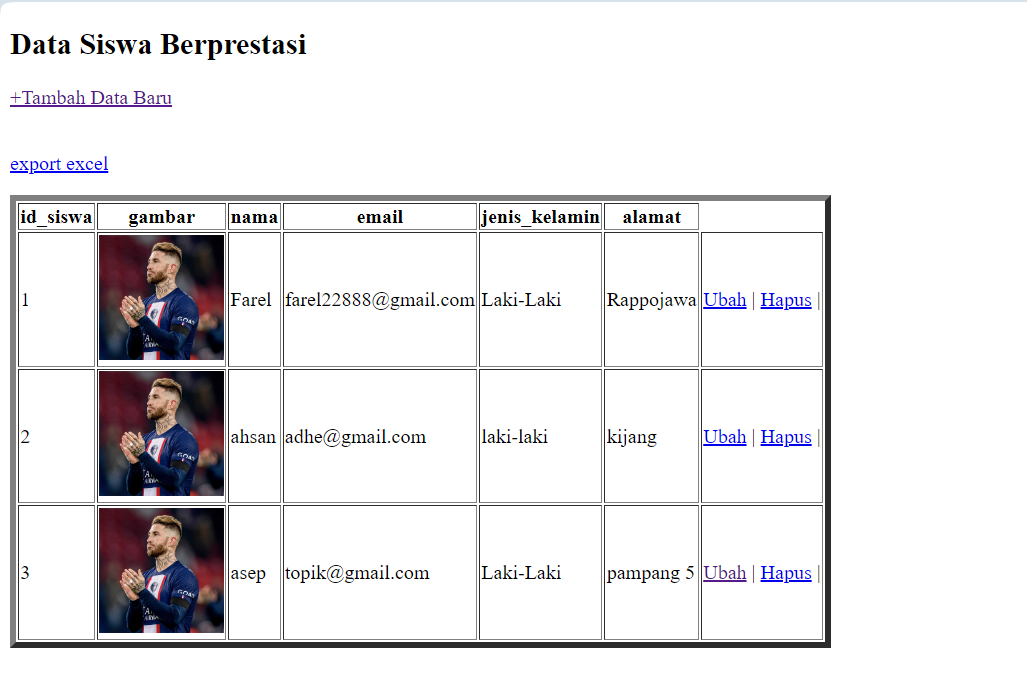 Data Siswa Berprestasi
+Tambah Data Baru
export excel
id_siswa gambar nama email jenis_kelamin alamat
1 Farel farel22888@gmail.com Laki-Laki Rappojawa Ubah | Hapus |
2 ahsan adhe@gmail.com laki-laki kijang Ubah | Hapus |
3 asep topik@gmail.com Laki-Laki pampang 5 Ubah | Hapus |